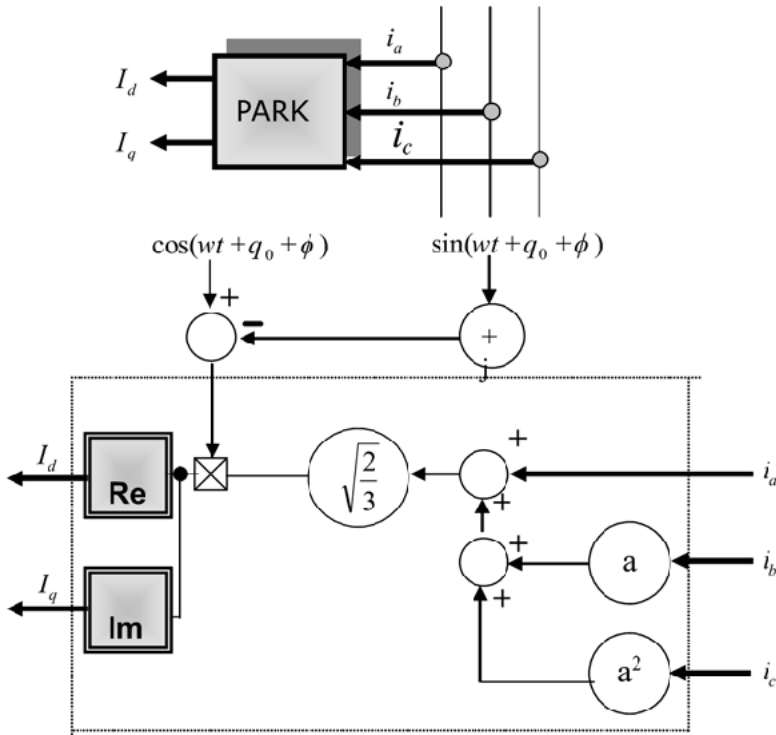 i_a
I_d
PARK
i_b
I_q
i_c
cos(wt + q_0 + ϕ) sin(wt + q_0 + ϕ)
+
−
+
j
+
I_d
Re
√(2/3)
i_a
+
+
I_q
Im
a
i_b
+
a²
i_c